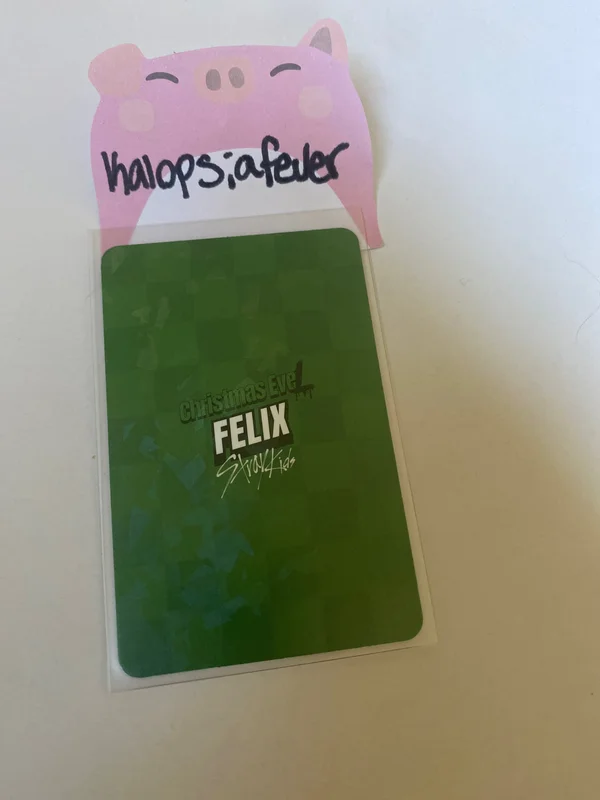 kalopsiafever
Christmas EveL
FELIX
Stray Kids